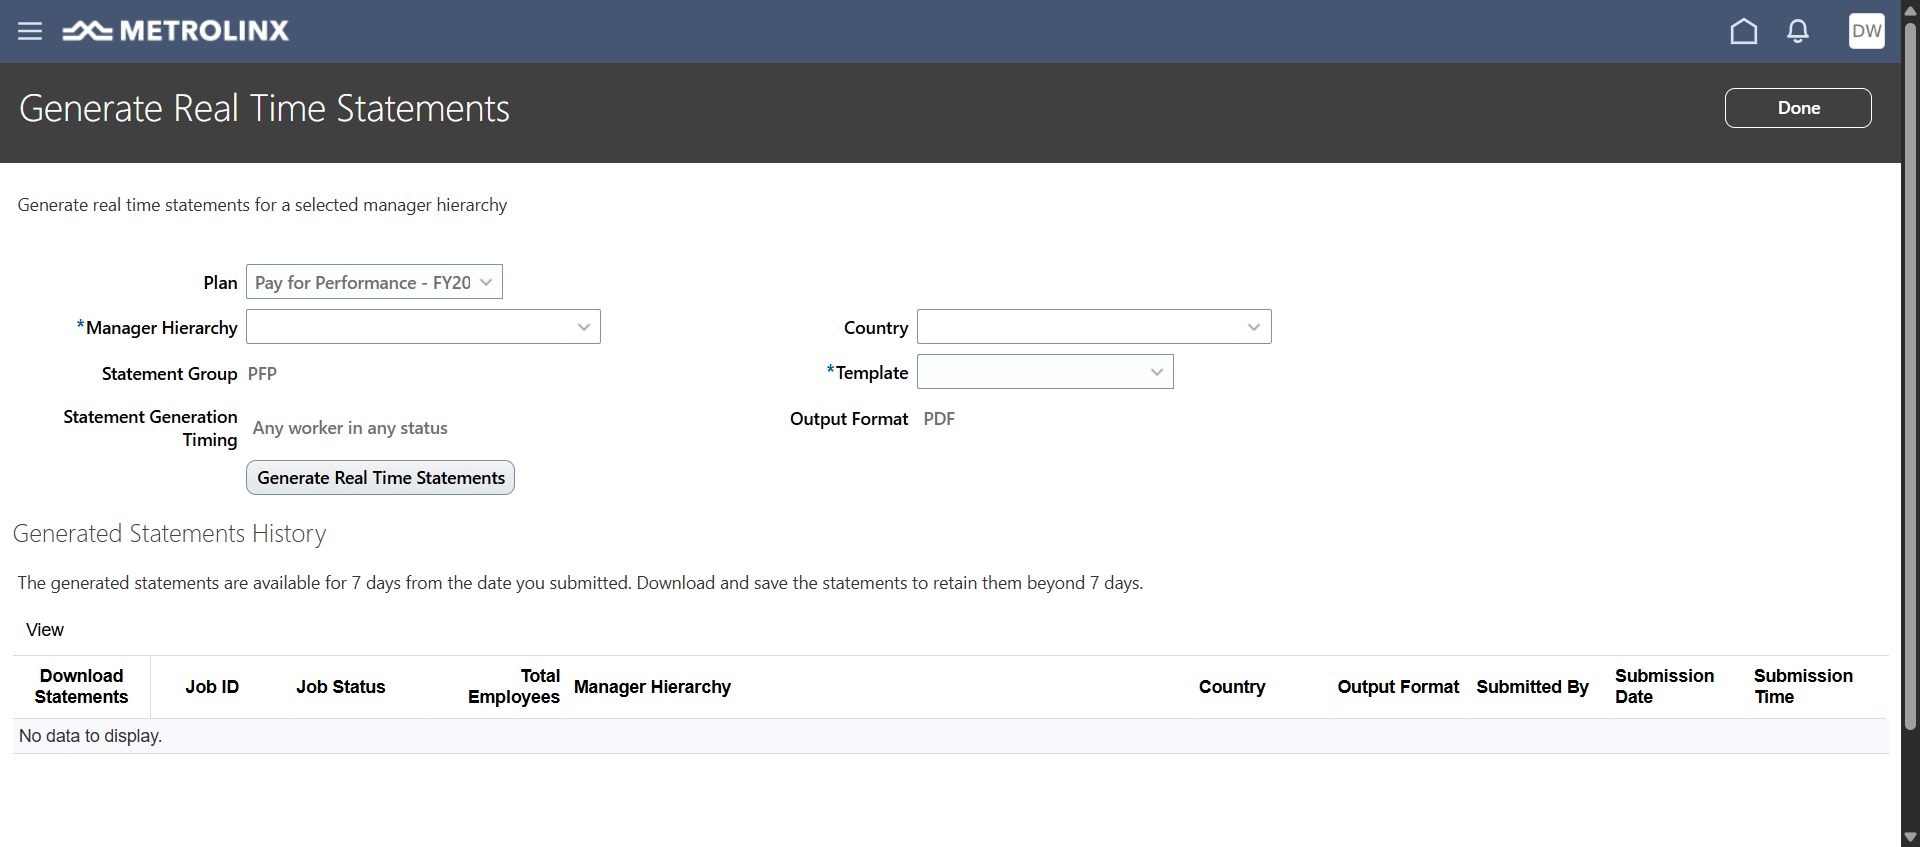 METROLINX
DW
Generate Real Time Statements
Done
Generate real time statements for a selected manager hierarchy
Plan Pay for Performance - FY20
*Manager Hierarchy
Country
Statement Group PFP
*Template
Statement Generation
Timing
Any worker in any status
Output Format PDF
Generate Real Time Statements
Generated Statements History
The generated statements are available for 7 days from the date you submitted. Download and save the statements to retain them beyond 7 days.
View
Download
Statements
Job ID
Job Status
Total
Employees
Manager Hierarchy
Country
Output Format
Submitted By
Submission
Date
Submission
Time
No data to display.